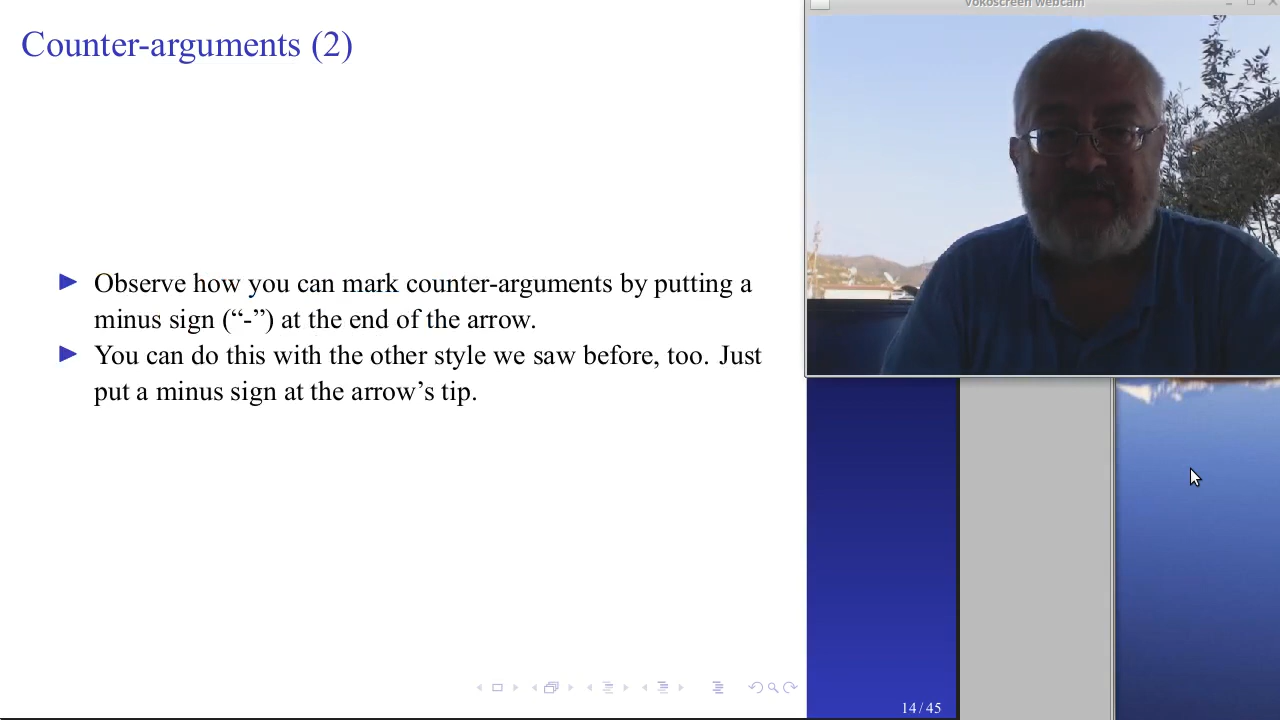 Counter-arguments (2)
vokoscreen webcam
Observe how you can mark counter-arguments by putting a
minus sign (“-”) at the end of the arrow.
You can do this with the other style we saw before, too. Just
put a minus sign at the arrow’s tip.
14 / 45